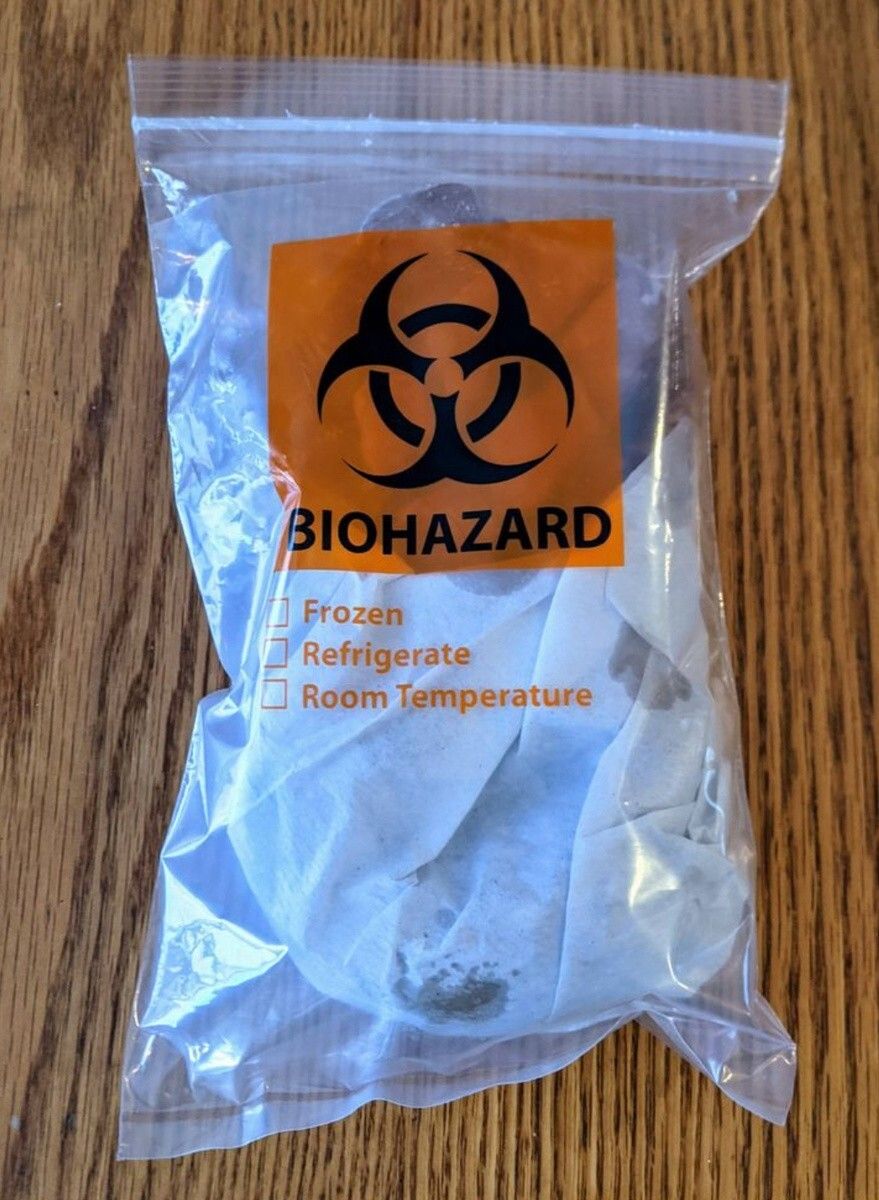 BIOHAZARD
Frozen
Refrigerate
Room Temperature